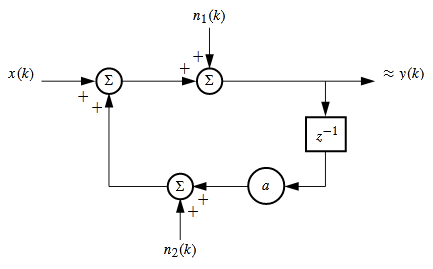 n₁(k)
x(k)
+
+
Σ
+
+
Σ
≈ y(k)
z⁻¹
Σ
+
+
a
n₂(k)